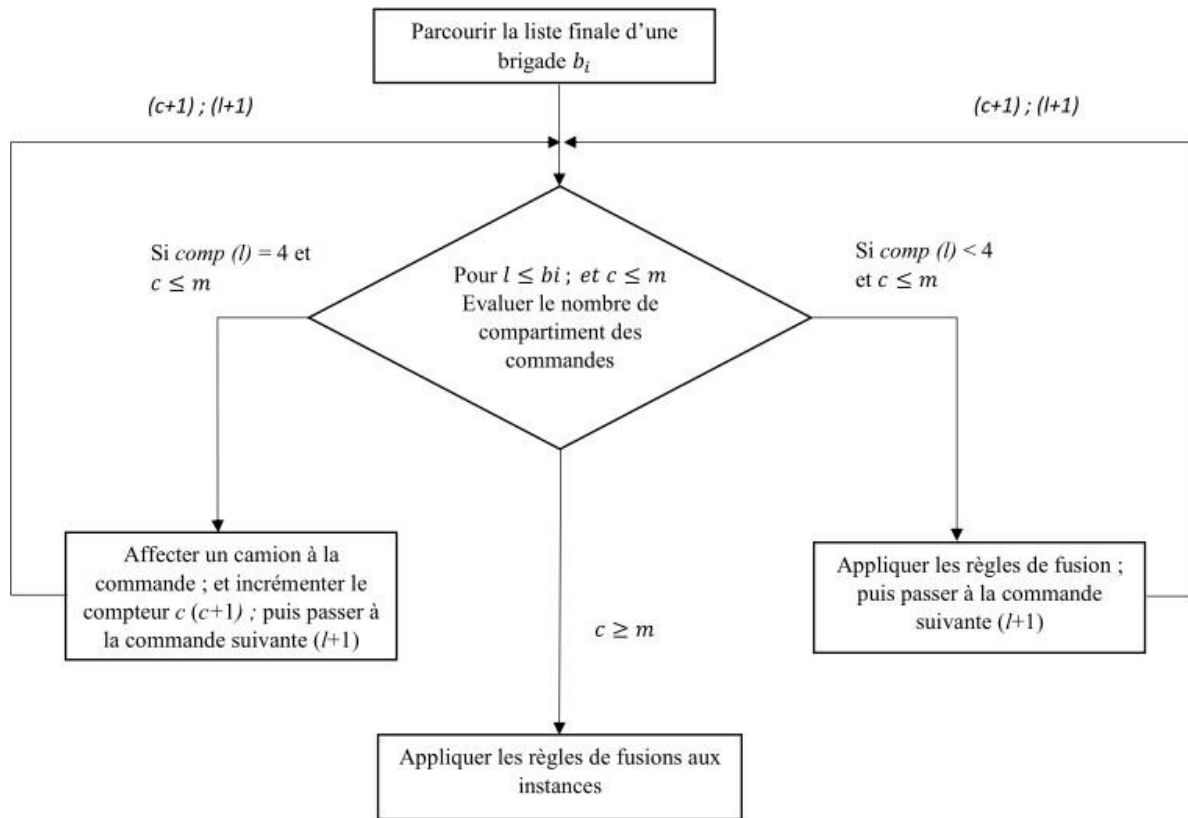 Parcourir la liste finale d’une
brigade 𝑏𝑖
(c+1) ; (l+1)
(c+1) ; (l+1)
Si comp (l) = 4 et
𝑐 ≤ 𝑚
Si comp (l) < 4
et 𝑐 ≤ 𝑚
Pour 𝑙 ≤ 𝑏𝑖 ; 𝑒𝑡 𝑐 ≤ 𝑚
Evaluer le nombre de
compartiment des
commandes
Affecter un camion à la
commande ; et incrémenter le
compteur c (c+1) ; puis passer à
la commande suivante (l+1)
Appliquer les règles de fusion ;
puis passer à la commande
suivante (l+1)
𝑐 ≥ 𝑚
Appliquer les règles de fusions aux
instances